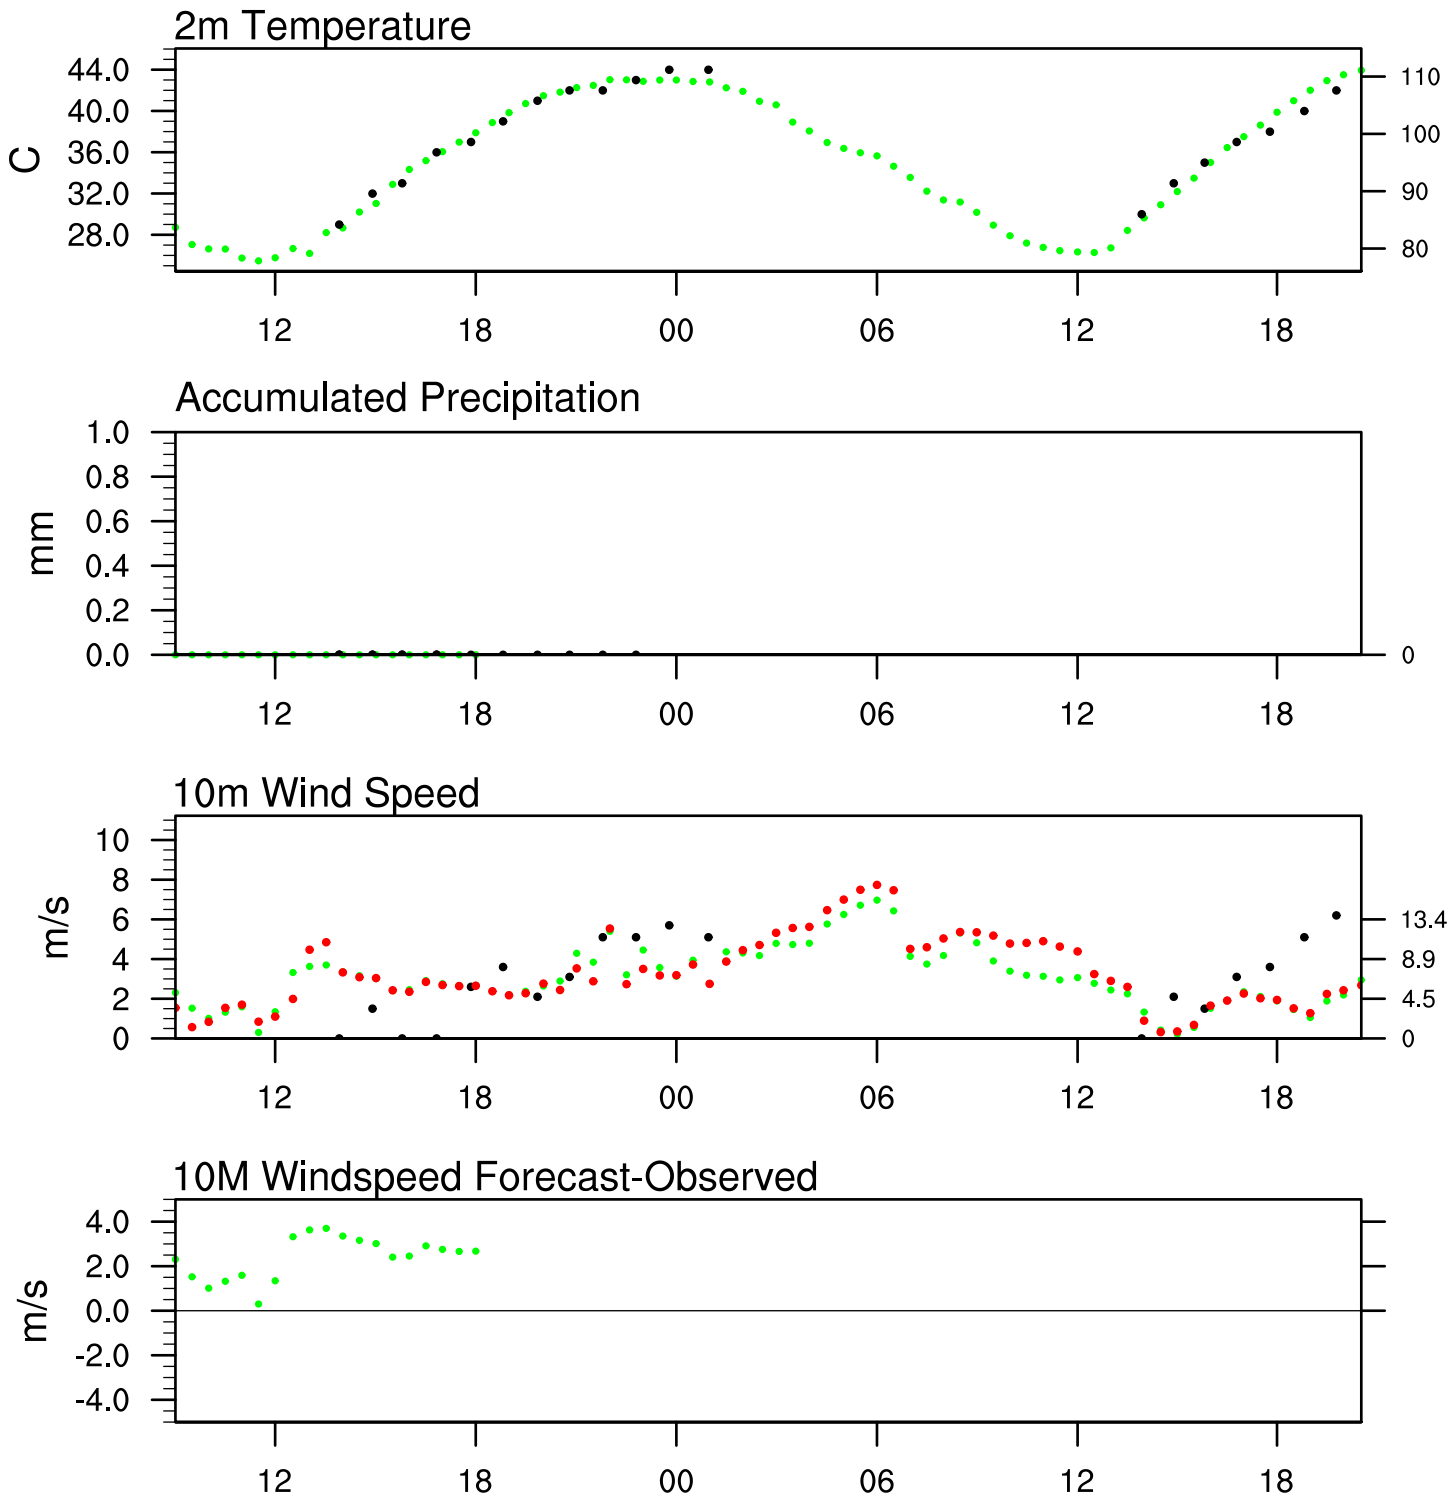 2m Temperature
44.0
40.0
36.0
32.0
28.0
C
110
100
90
80
12 18 00 06 12 18
Accumulated Precipitation
1.0
0.8
0.6
0.4
0.2
0.0
mm
0
12 18 00 06 12 18
10m Wind Speed
10
8
6
4
2
0
m/s
13.4
8.9
4.5
0
12 18 00 06 12 18
10M Windspeed Forecast-Observed
4.0
2.0
0.0
-2.0
-4.0
m/s
12 18 00 06 12 18